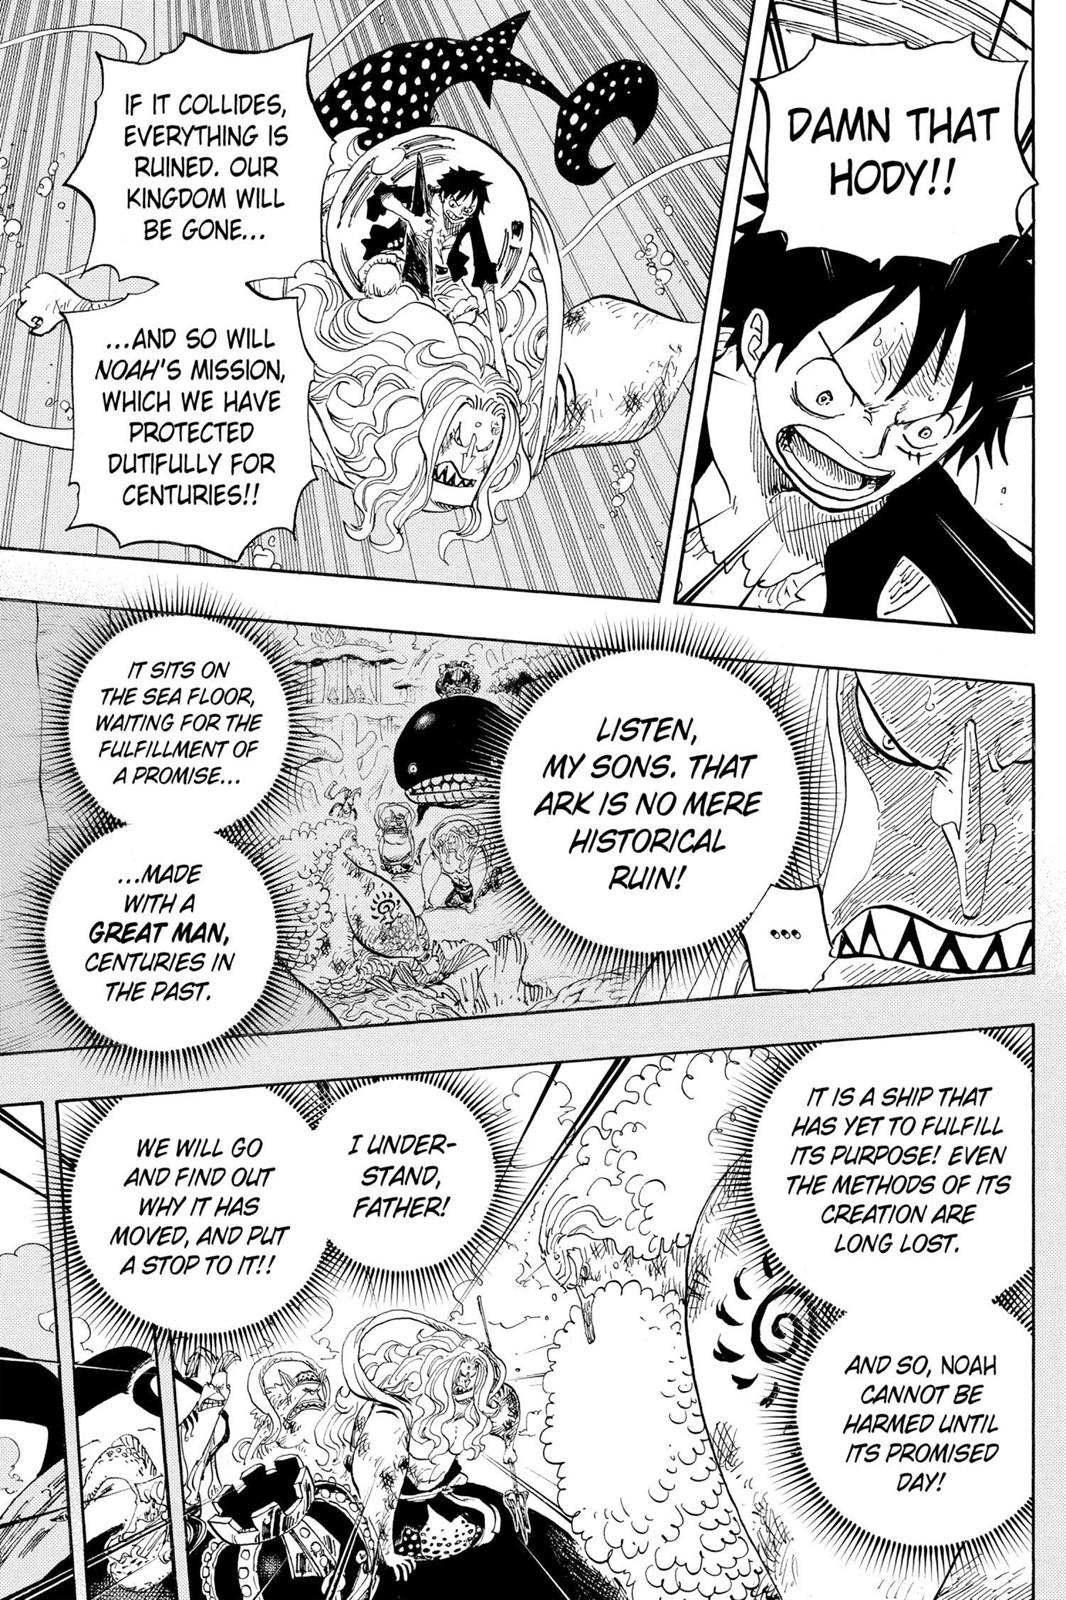 DAMN THAT
HODY!!
IF IT COLLIDES,
EVERYTHING IS
RUINED. OUR
KINGDOM WILL
BE GONE...
...AND SO WILL
NOAH'S MISSION,
WHICH WE HAVE
PROTECTED
DUTIFULLY FOR
CENTURIES!!
...
LISTEN,
MY SONS. THAT
ARK IS NO MERE
HISTORICAL
RUIN!
IT SITS ON
THE SEA FLOOR,
WAITING FOR THE
FULFILLMENT OF
A PROMISE...
...MADE
WITH A
GREAT MAN,
CENTURIES IN
THE PAST.
IT IS A SHIP THAT
HAS YET TO FULFILL
ITS PURPOSE! EVEN
THE METHODS OF ITS
CREATION ARE
LONG LOST.
AND SO, NOAH
CANNOT BE
HARMED UNTIL
ITS PROMISED
DAY!
I UNDER-
STAND,
FATHER!
WE WILL GO
AND FIND OUT
WHY IT HAS
MOVED, AND PUT
A STOP TO IT!!